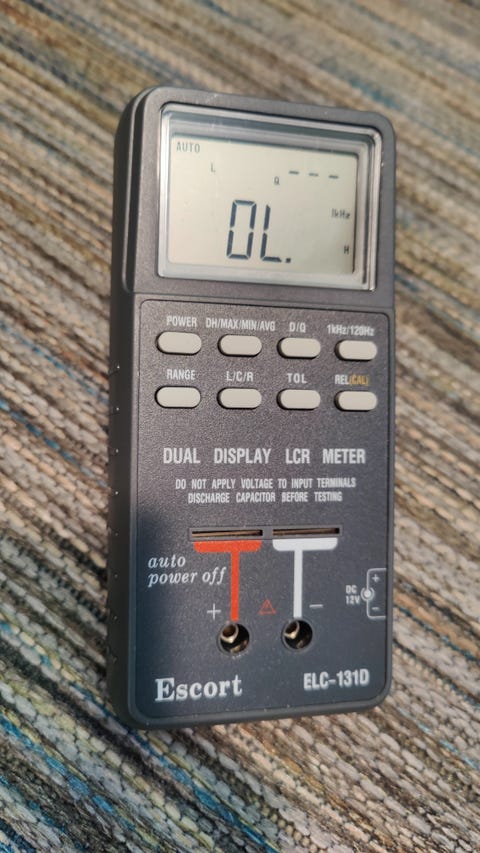 AUTO
L
Q - - -
1kHz
OL.
H
POWER DH/MAX/MIN/AVG D/Q 1kHz/120Hz
RANGE L/C/R TOL REL(CAL)
DUAL DISPLAY LCR METER
DO NOT APPLY VOLTAGE TO INPUT TERMINALS
DISCHARGE CAPACITOR BEFORE TESTING
auto
power off
DC
12V
+
-
+ -
Escort ELC-131D